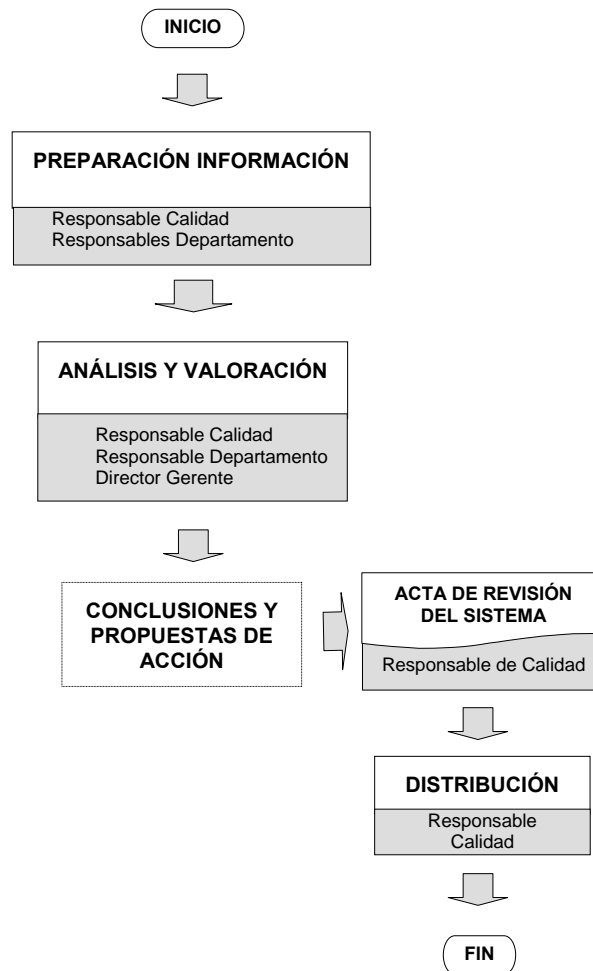 INICIO
PREPARACIÓN INFORMACIÓN
Responsable Calidad
Responsables Departamento
ANÁLISIS Y VALORACIÓN
Responsable Calidad
Responsable Departamento
Director Gerente
CONCLUSIONES Y
PROPUESTAS DE
ACCIÓN
ACTA DE REVISIÓN
DEL SISTEMA
Responsable de Calidad
DISTRIBUCIÓN
Responsable
Calidad
FIN